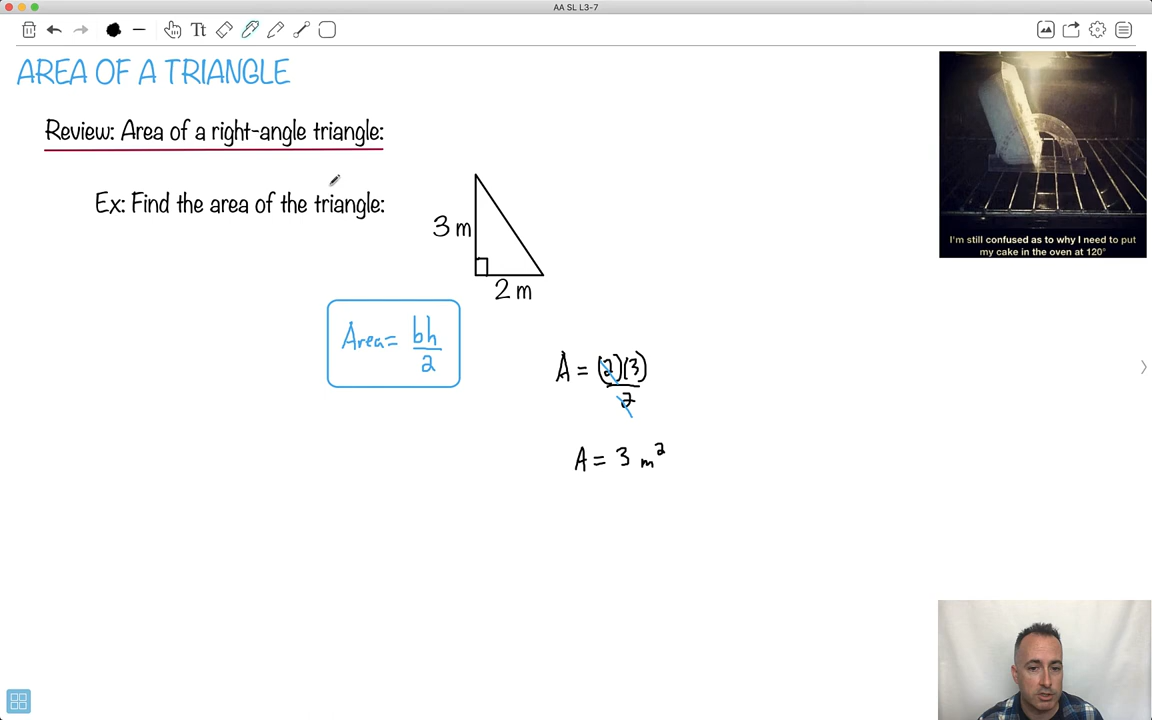 AA SL L3-7
Tt
AREA OF A TRIANGLE
Review: Area of a right-angle triangle:
Ex: Find the area of the triangle:
3 m
2 m
Area = bh/2
A = (2)(3)/2
A = 3 m²
I'm still confused as to why I need to put
my cake in the oven at 120°